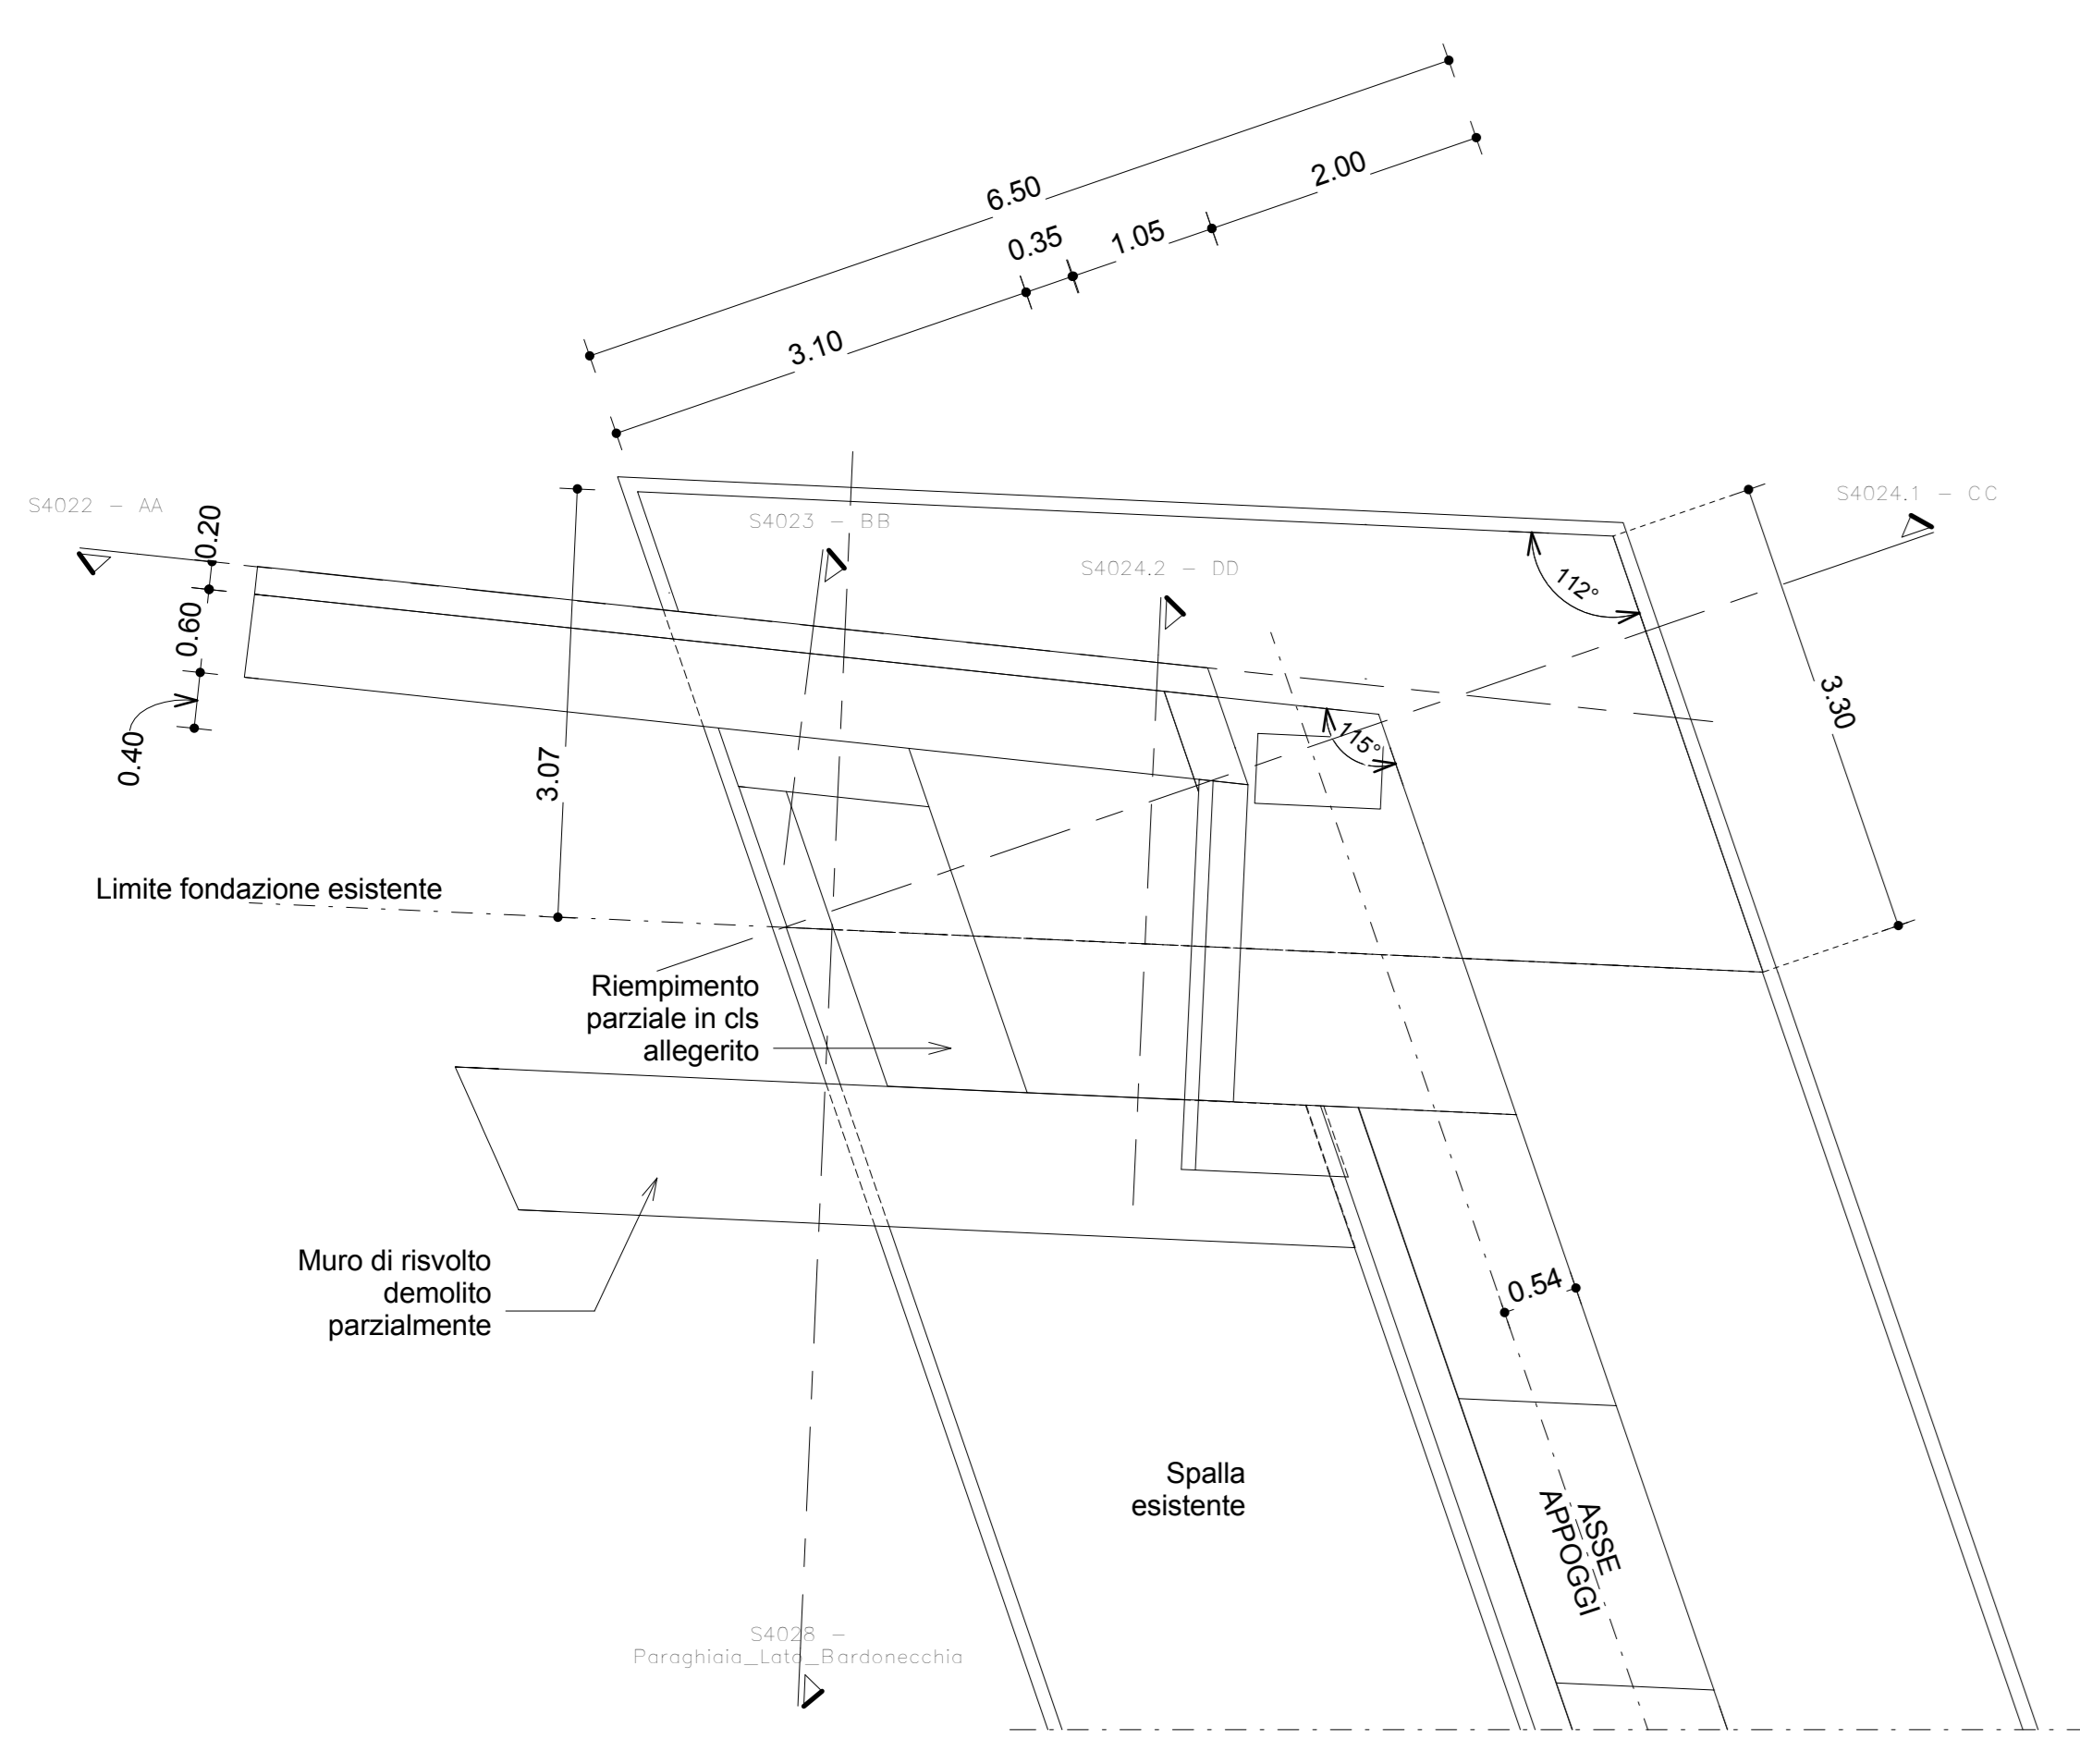 6.50
2.00
0.35
1.05
3.10
S4022 - AA
S4023 - BB
S4024.2 - DD
S4024.1 - CC
0.20
0.60
0.40
3.07
112°
115°
3.30
Limite fondazione esistente
Riempimento
parziale in cls
allegerito
Muro di risvolto
demolito
parzialmente
0.54
Spalla
esistente
ASSE
APPOGGI
S4028 -
Paraghiaia_Lato_Bardonecchia